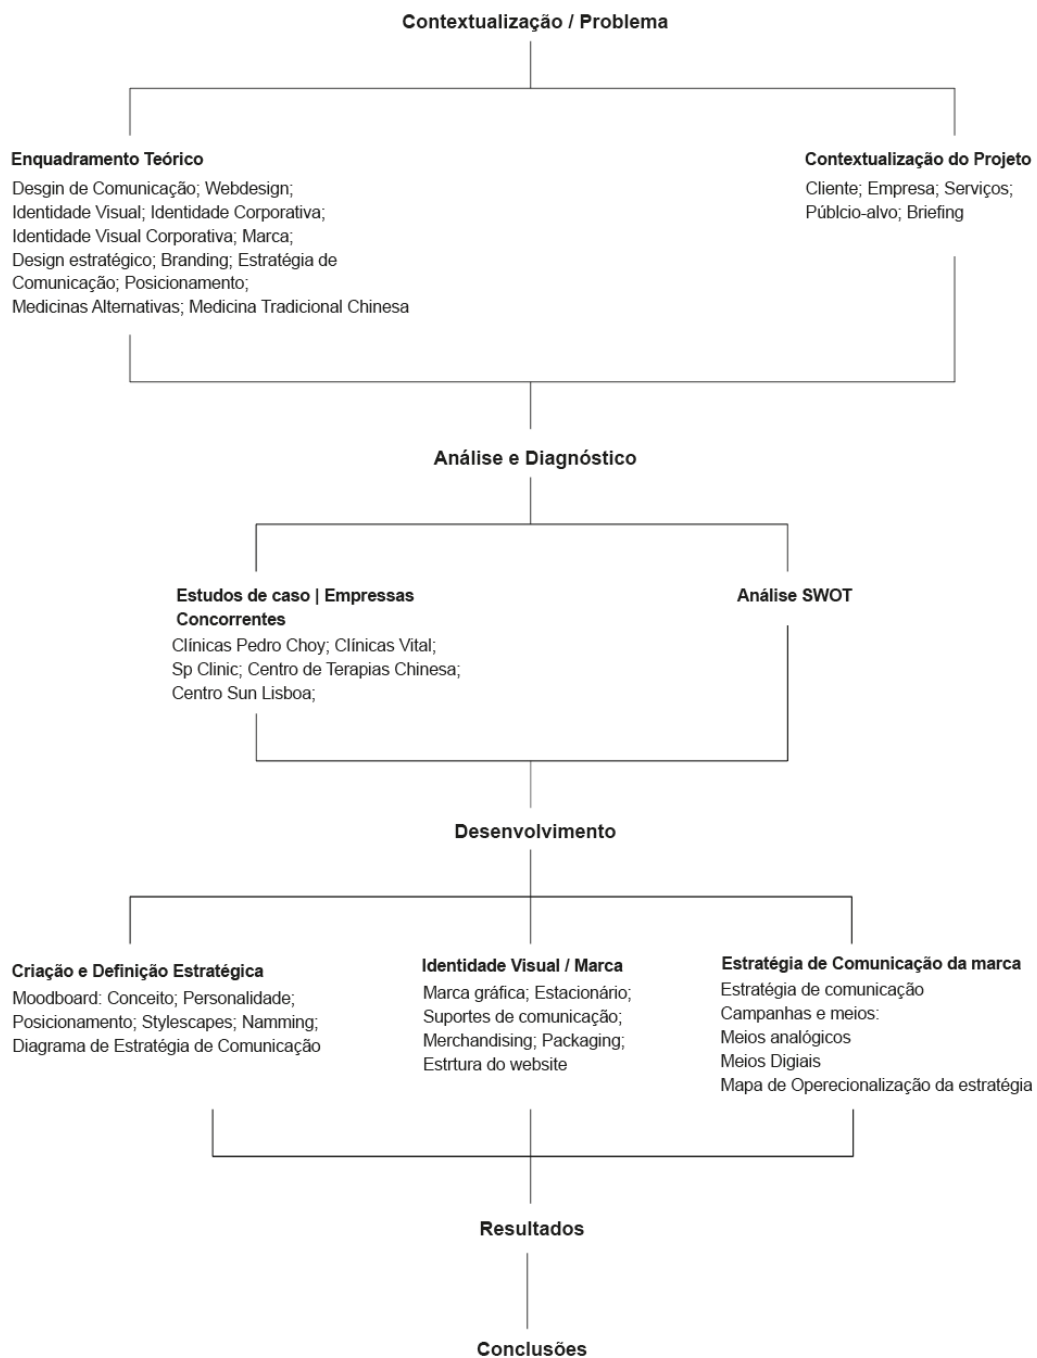 Contextualização / Problema
Enquadramento Teórico
Desgin de Comunicação; Webdesign;
Identidade Visual; Identidade Corporativa;
Identidade Visual Corporativa; Marca;
Design estratégico; Branding; Estratégia de
Comunicação; Posicionamento;
Medicinas Alternativas; Medicina Tradicional Chinesa
Contextualização do Projeto
Cliente; Empresa; Serviços;
Públcio-alvo; Briefing
Análise e Diagnóstico
Estudos de caso | Empressas
Concorrentes
Clínicas Pedro Choy; Clínicas Vital;
Sp Clinic; Centro de Terapias Chinesa;
Centro Sun Lisboa;
Análise SWOT
Desenvolvimento
Criação e Definição Estratégica
Moodboard: Conceito; Personalidade;
Posicionamento; Stylescapes; Namming;
Diagrama de Estratégia de Comunicação
Identidade Visual / Marca
Marca gráfica; Estacionário;
Suportes de comunicação;
Merchandising; Packaging;
Estrtura do website
Estratégia de Comunicação da marca
Estratégia de comunicação
Campanhas e meios:
Meios analógicos
Meios Digiais
Mapa de Operecionalização da estratégia
Resultados
Conclusões